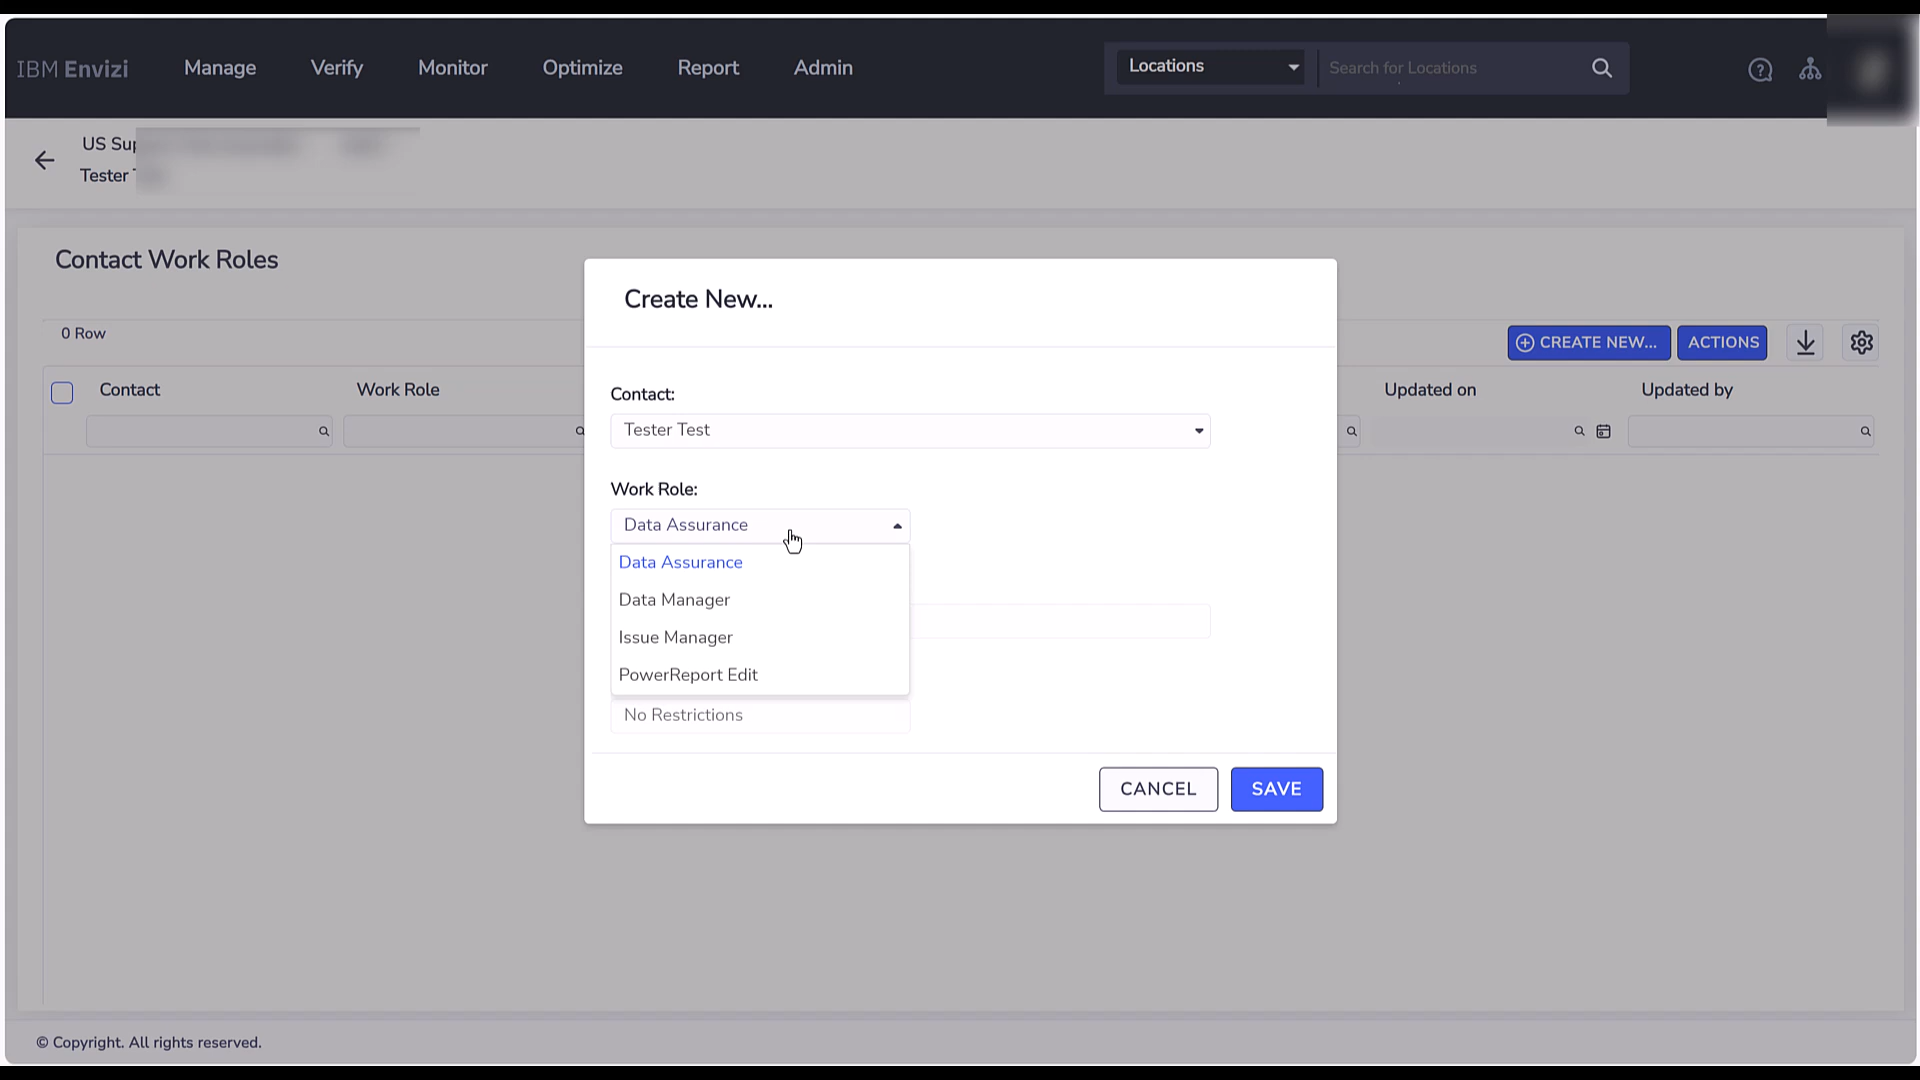 IBM Envizi
Manage
Verify
Monitor
Optimize
Report
Admin
Locations
Search for Locations
US
Tester
Contact Work Roles
0 Row
CREATE NEW...
ACTIONS
Contact
Work Role
Updated on
Updated by
Create New...
Contact:
Tester Test
Work Role:
Data Assurance
Data Assurance
Data Manager
Issue Manager
PowerReport Edit
No Restrictions
CANCEL
SAVE
© Copyright. All rights reserved.